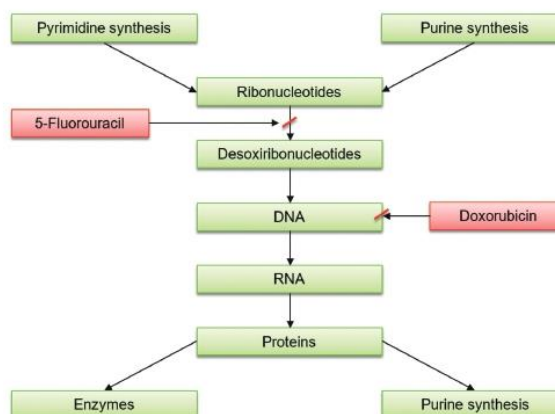 Pyrimidine synthesis
Purine synthesis
Ribonucleotides
5-Fluorouracil
Desoxiribonucleotides
DNA
Doxorubicin
RNA
Proteins
Enzymes
Purine synthesis